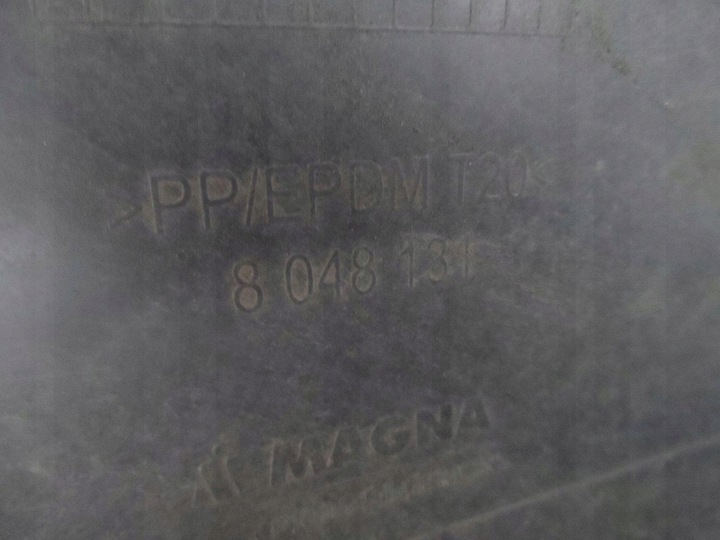 >PP/EPDM T20<
8 048 131
MAGNA